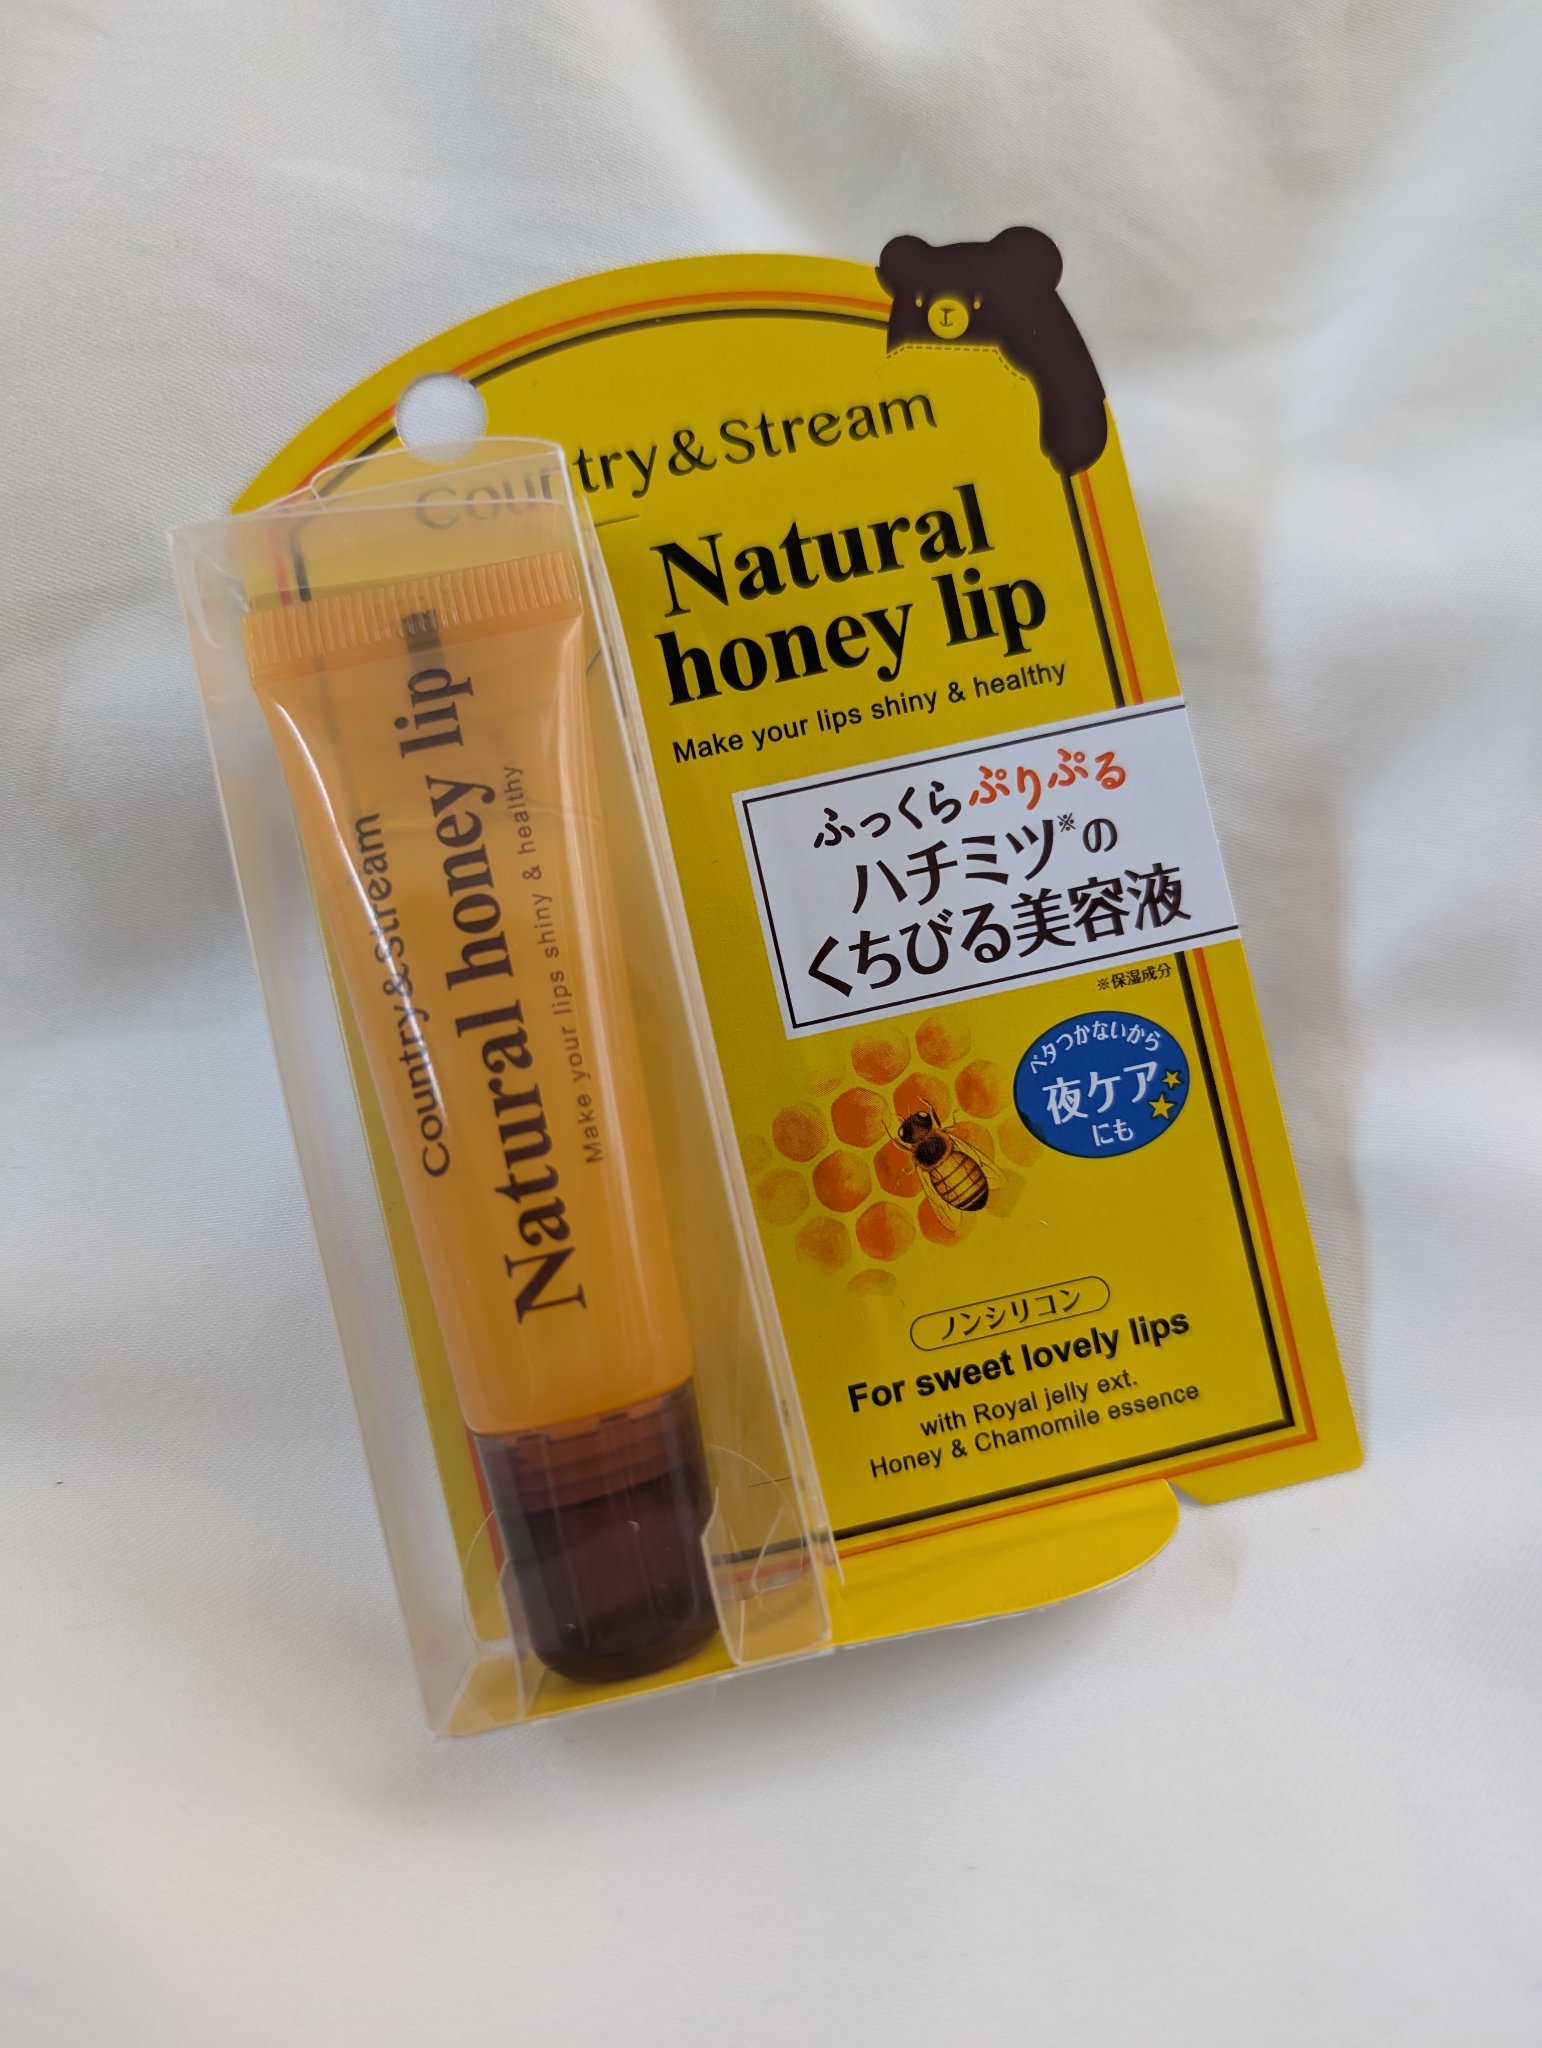 Country&Stream
Natural
honey lip
Make your lips shiny & healthy
ふっくらぷりぷる
ハチミツ※の
くちびる美容液
※保湿成分
ベタつかないから
夜ケア
にも
ノンシリコン
For sweet lovely lips
with Royal jelly ext.
Honey & Chamomile essence
Country&Stream
Natural honey lip
Make your lips shiny & healthy